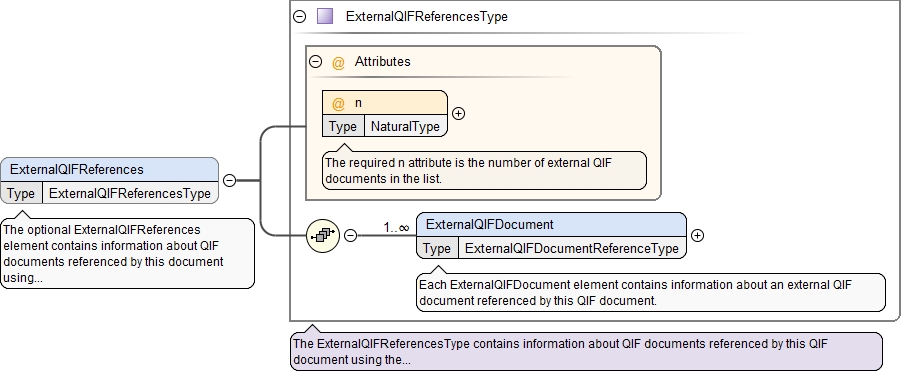 ExternalQIFReferencesType
@ Attributes
@ n
Type NaturalType
The required n attribute is the number of external QIF
documents in the list.
ExternalQIFReferences
Type ExternalQIFReferencesType
The optional ExternalQIFReferences
element contains information about QIF
documents referenced by this document
using...
1..∞
ExternalQIFDocument
Type ExternalQIFDocumentReferenceType
Each ExternalQIFDocument element contains information about an external QIF
document referenced by this QIF document.
The ExternalQIFReferencesType contains information about QIF documents referenced by this QIF
document using the...